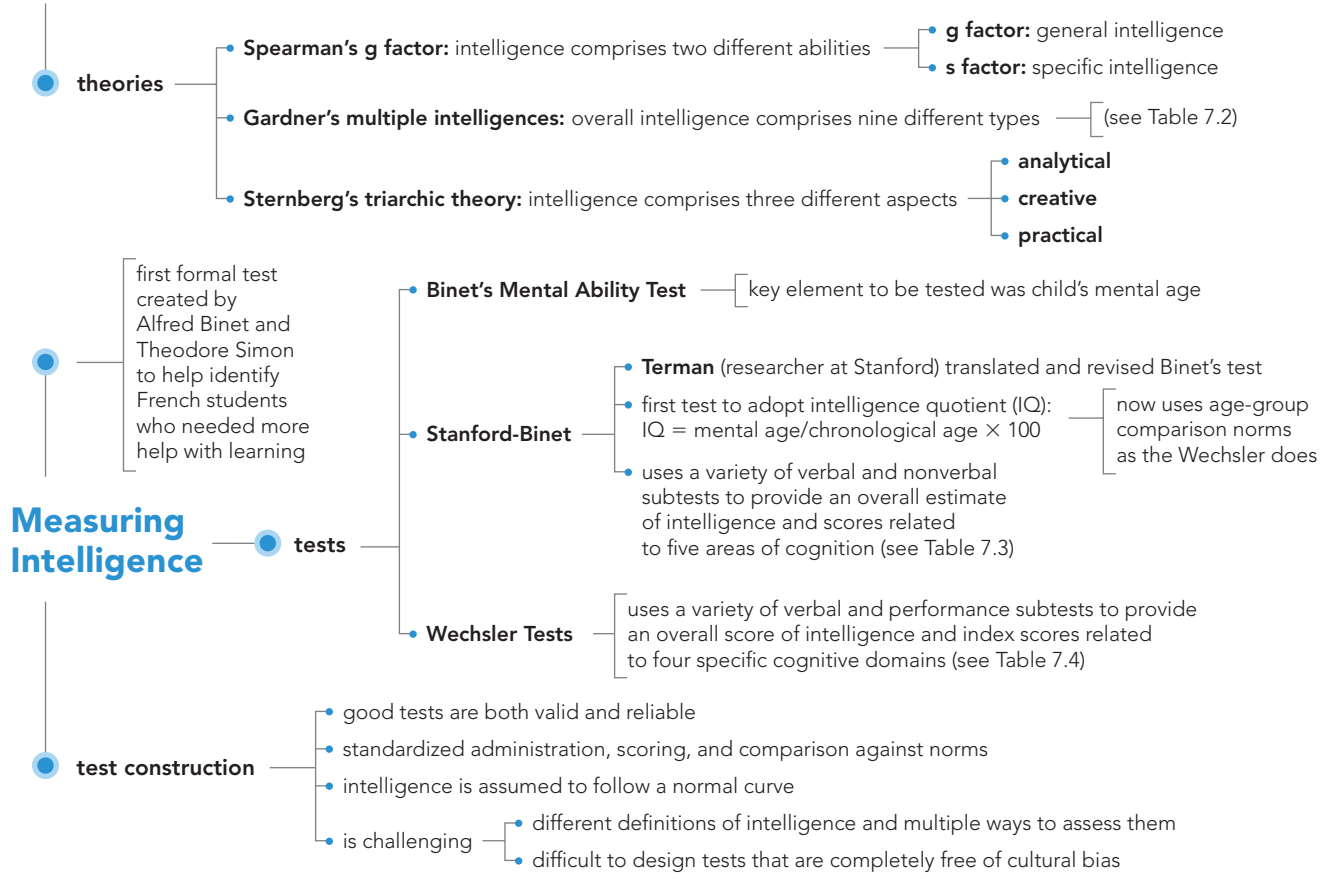 theories
Spearman's g factor: intelligence comprises two different abilities
g factor: general intelligence
s factor: specific intelligence
Gardner's multiple intelligences: overall intelligence comprises nine different types
(see Table 7.2)
Sternberg's triarchic theory: intelligence comprises three different aspects
analytical
creative
practical
first formal test
created by
Alfred Binet and
Theodore Simon
to help identify
French students
who needed more
help with learning
Measuring
Intelligence
tests
Binet's Mental Ability Test
key element to be tested was child's mental age
Stanford-Binet
Terman (researcher at Stanford) translated and revised Binet's test
first test to adopt intelligence quotient (IQ):
IQ = mental age/chronological age × 100
now uses age-group
comparison norms
as the Wechsler does
uses a variety of verbal and nonverbal
subtests to provide an overall estimate
of intelligence and scores related
to five areas of cognition (see Table 7.3)
Wechsler Tests
uses a variety of verbal and performance subtests to provide
an overall score of intelligence and index scores related
to four specific cognitive domains (see Table 7.4)
test construction
good tests are both valid and reliable
standardized administration, scoring, and comparison against norms
intelligence is assumed to follow a normal curve
is challenging
different definitions of intelligence and multiple ways to assess them
difficult to design tests that are completely free of cultural bias